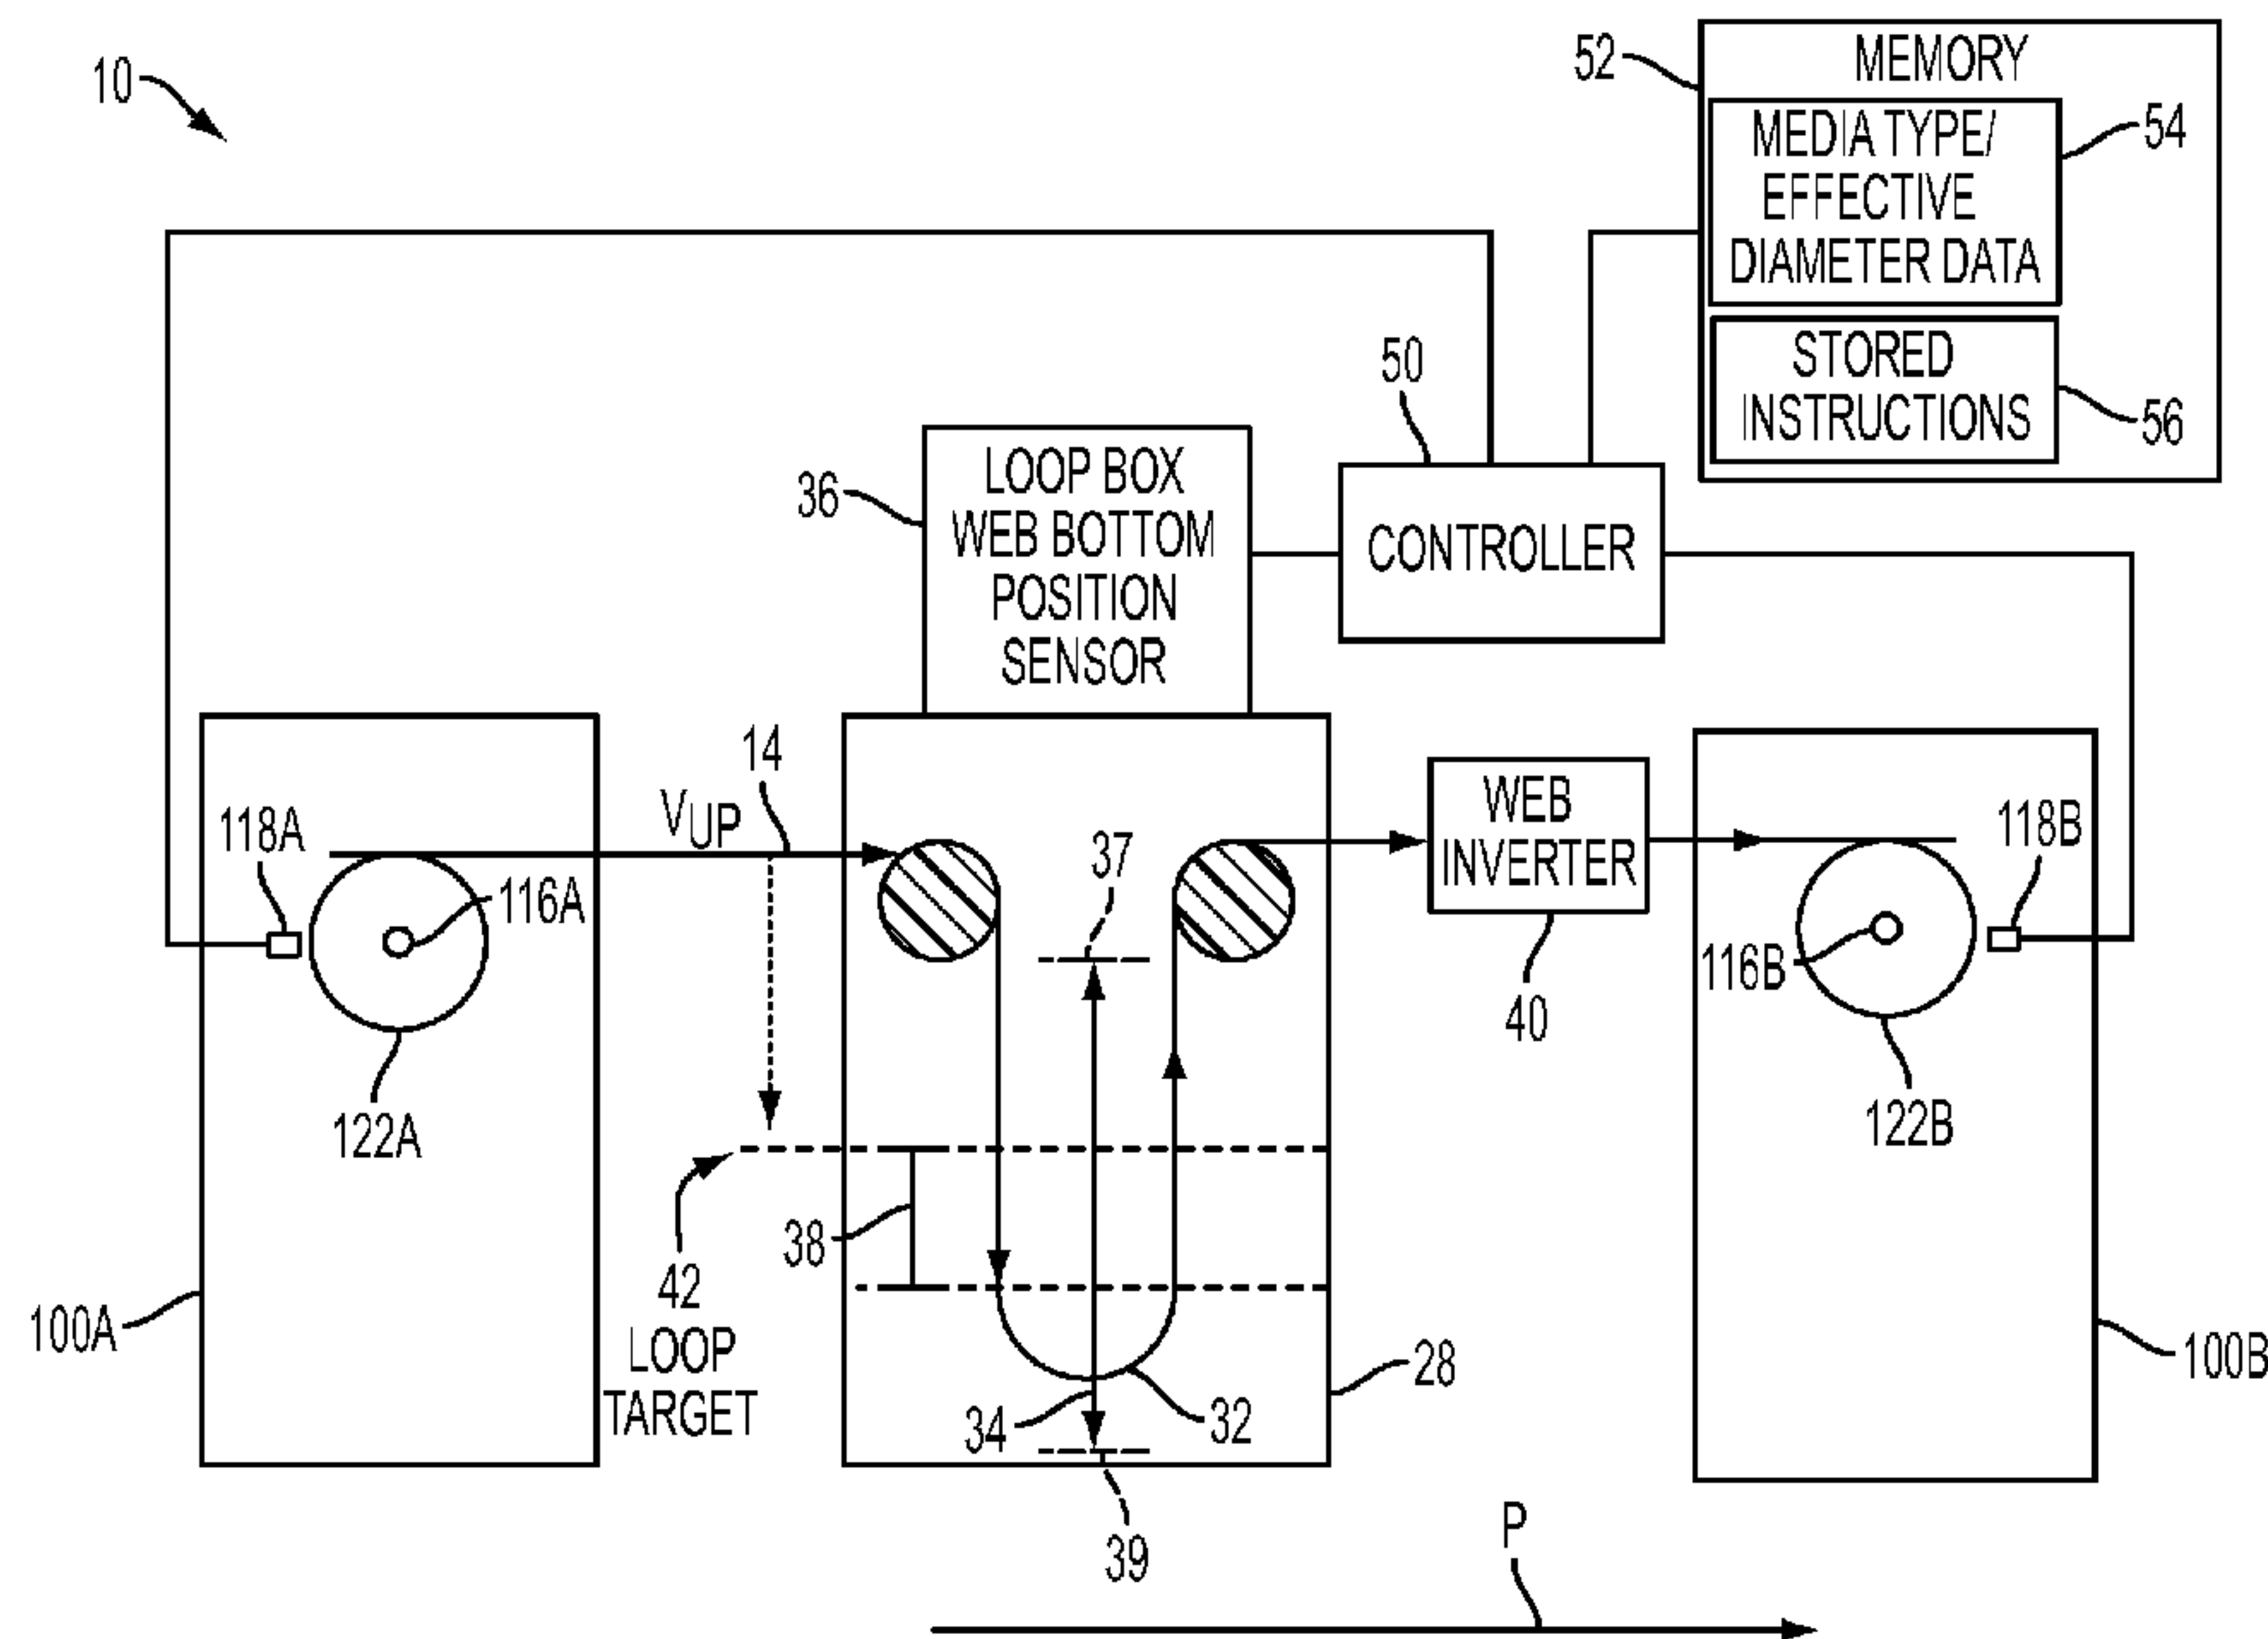 10
52
MEMORY
MEDIA TYPE/
EFFECTIVE
DIAMETER DATA
54
STORED
INSTRUCTIONS
56
50
CONTROLLER
36
LOOP BOX
WEB BOTTOM
POSITION
SENSOR
14
VUP
118A
116A
122A
100A
37
WEB
INVERTER
40
118B
116B
122B
100B
38
42
LOOP
TARGET
34
32
28
39
P